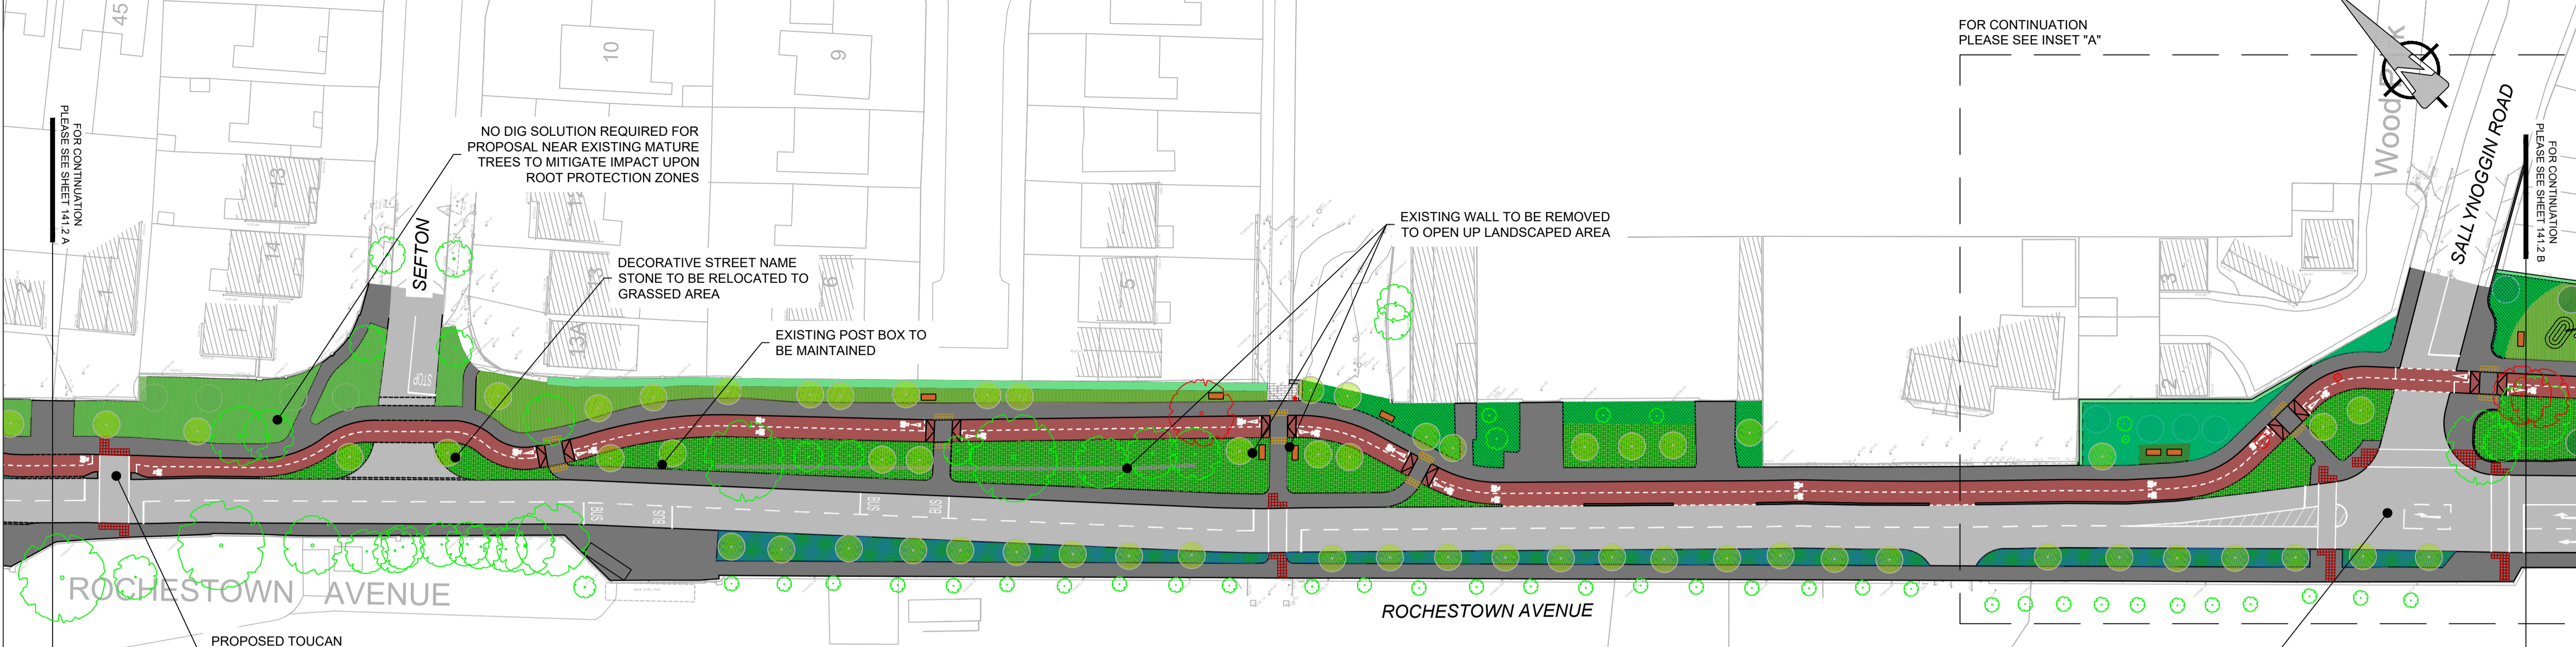 45
10
9
FOR CONTINUATION
PLEASE SEE INSET "A"
FOR CONTINUATION
PLEASE SEE SHEET 141.2 A
NO DIG SOLUTION REQUIRED FOR
PROPOSAL NEAR EXISTING MATURE
TREES TO MITIGATE IMPACT UPON
ROOT PROTECTION ZONES
SALLYNOGGIN ROAD
FOR CONTINUATION
PLEASE SEE SHEET 141.2 B
13
14
2
1
1
SEFTON
DECORATIVE STREET NAME
STONE TO BE RELOCATED TO
GRASSED AREA
13
13A
6
5
EXISTING WALL TO BE REMOVED
TO OPEN UP LANDSCAPED AREA
3
1
2
EXISTING POST BOX TO
BE MAINTAINED
STOP
BUS
BUS
BUS
BUS
ROCHESTOWN AVENUE
ROCHESTOWN AVENUE
PROPOSED TOUCAN